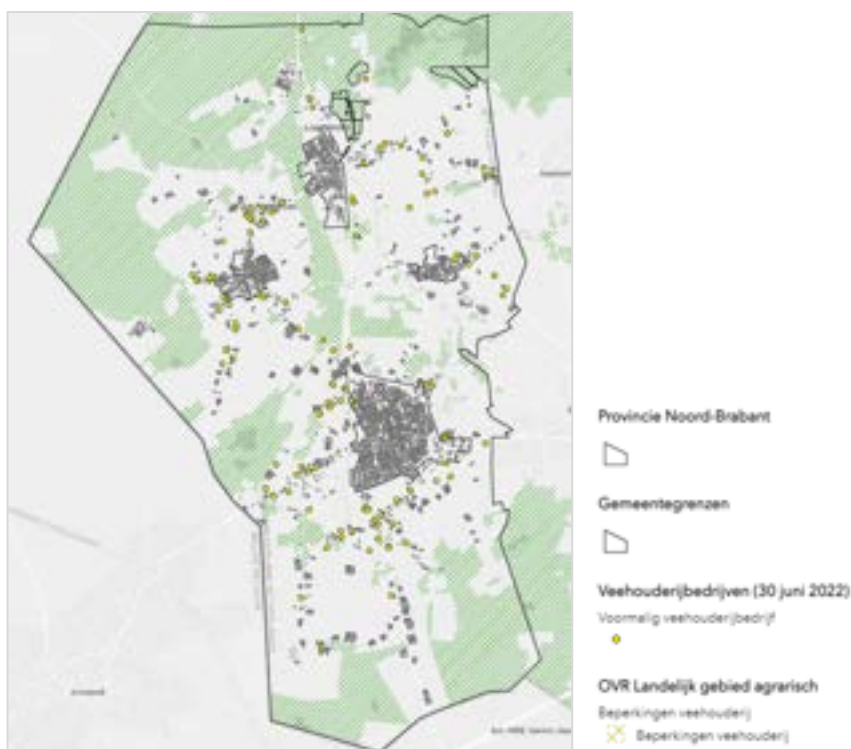 Provincie Noord-Brabant
Gemeentegrenzen
Veehouderijbedrijven (30 juni 2022)
Voormalig veehouderijbedrijf
OVR Landelijk gebied agrarisch
Beperkingen veehouderij
Beperkingen veehouderij